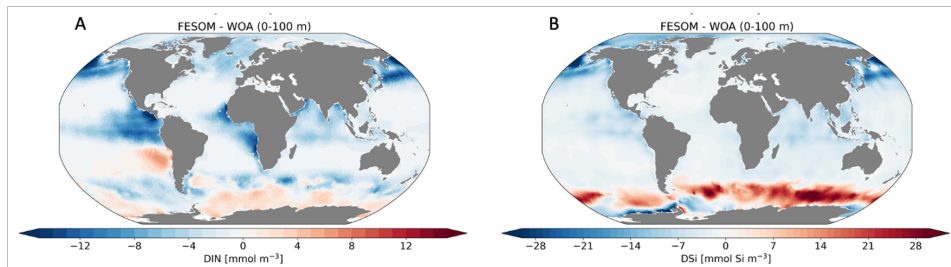 A
FESOM - WOA (0-100 m)
−12 −8 −4 0 4 8 12
DIN [mmol m⁻³]
B
FESOM - WOA (0-100 m)
−28 −21 −14 −7 0 7 14 21 28
DSi [mmol Si m⁻³]